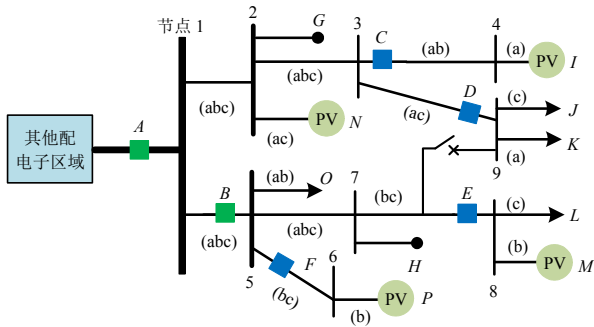 节点 1
2
G
3
C
(ab)
4
(a)
PV
I
(abc)
(abc)
D
(c)
J
(ac)
PV
N
(ac)
K
(a)
9
其他配
电子区域
A
B
(ab)
O
7
(bc)
E
(c)
L
(abc)
(abc)
H
(b)
PV
M
8
5
F
(bc)
6
(b)
PV
P